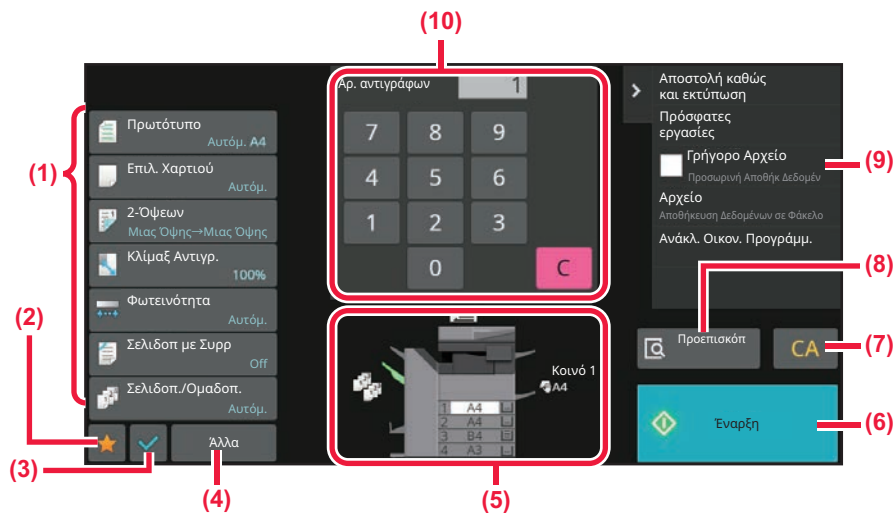 (10)
Αρ. αντιγράφων 1
7 8 9
4 5 6
1 2 3
0 C
(1)
Πρωτότυπο
Αυτόμ. A4
Επιλ. Χαρτιού
Αυτόμ.
2-Όψεων
Μιας Όψης→Μιας Όψης
Κλίμαξ Αντιγρ.
100%
Φωτεινότητα
Αυτόμ.
Σελιδοπ με Συρρ
Off
Σελιδοπ./Ομαδοπ.
Αυτόμ.
(2)
(3)
Άλλα
(4)
Κοινό 1
A4
1 A4
2 A4
3 B4
4 A3
(5)
Αποστολή καθώς
και εκτύπωση
Πρόσφατες
εργασίες
Γρήγορο Αρχείο
Προσωρινή Αποθήκ Δεδομέν
(9)
Αρχείο
Αποθήκευση Δεδομένων σε Φάκελο
Ανάκλ. Οικον. Προγράμμ.
(8)
Προεπισκόπ
CA
(7)
Έναρξη
(6)